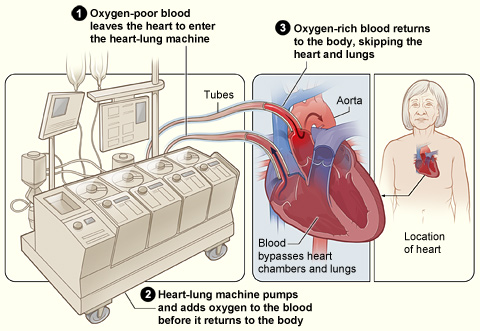 1 Oxygen-poor blood
leaves the heart to enter
the heart-lung machine
3 Oxygen-rich blood returns
to the body, skipping the
heart and lungs
Tubes
Aorta
Blood
bypasses heart
chambers and lungs
Location
of heart
2 Heart-lung machine pumps
and adds oxygen to the blood
before it returns to the body